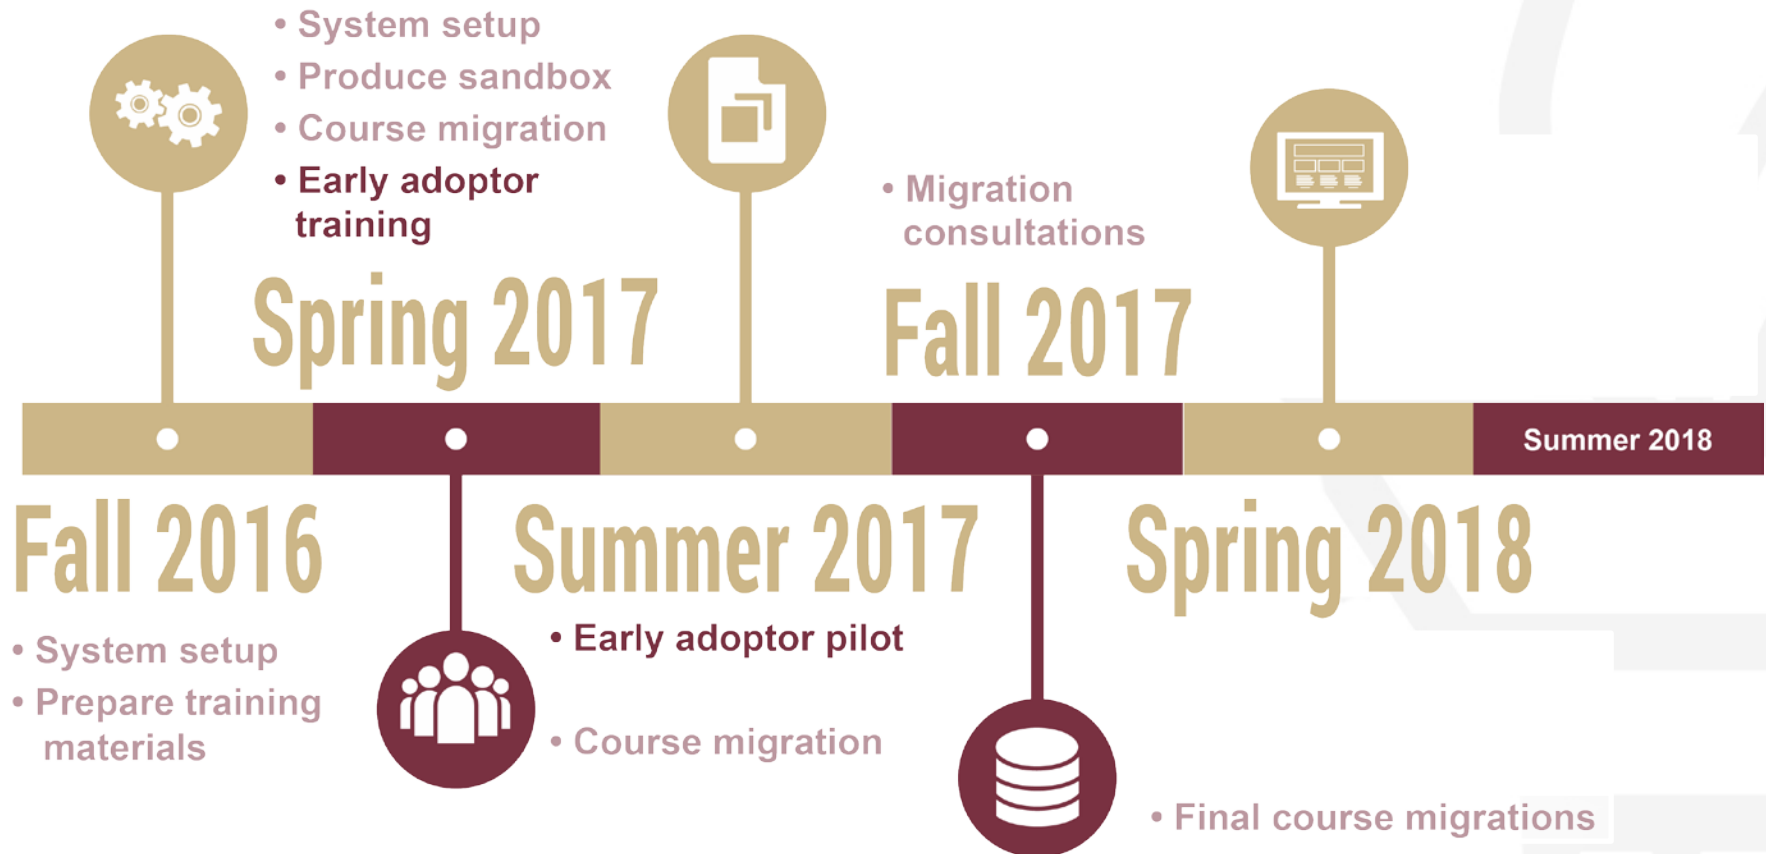 • System setup
• Produce sandbox
• Course migration
• Early adoptor
training
Spring 2017
• Migration
consultations
Fall 2017
Summer 2018
Fall 2016
• System setup
• Prepare training
materials
Summer 2017
• Early adoptor pilot
• Course migration
Spring 2018
• Final course migrations